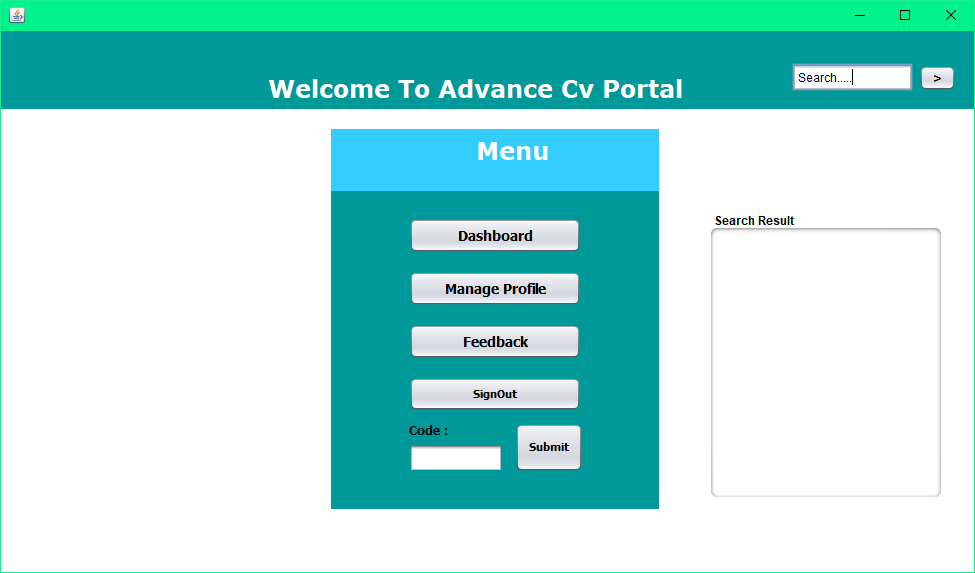 Welcome To Advance Cv Portal
Search.....
>
Menu
Dashboard
Manage Profile
Feedback
SignOut
Code :
Submit
Search Result